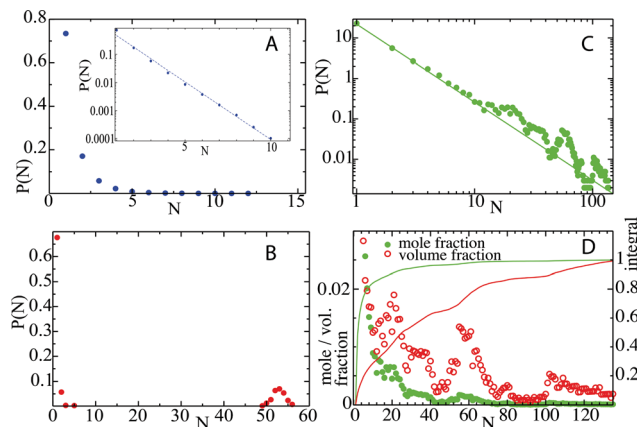 0.8
0.6
0.4
0.2
0
P(N)
0
5
10
15
N
A
0.1
0.01
0.001
0.0001
P(N)
5
10
N
C
10
1
0.1
0.01
P(N)
1
10
100
N
B
0.6
0.5
0.4
0.3
0.2
0.1
P(N)
0
10
20
30
40
50
60
N
D
mole fraction
volume fraction
0.02
0.0
mole / vol.
fraction
0
20
40
60
80
100
120
N
1
0.8
0.6
0.4
0.2
integral